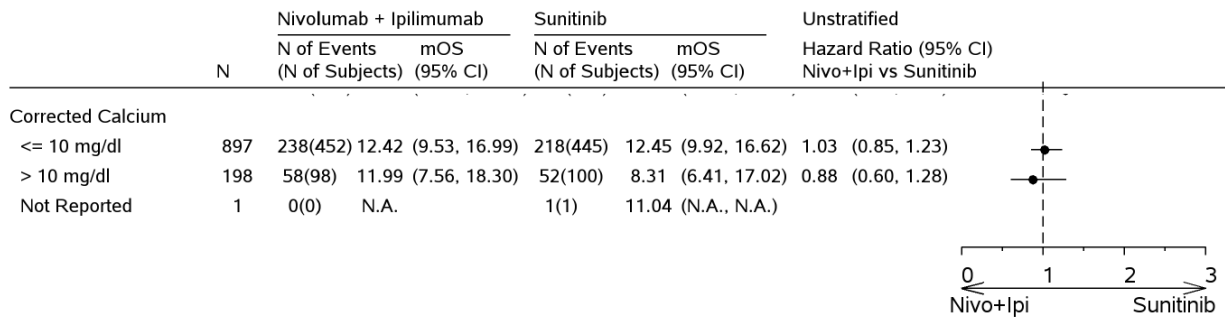 Nivolumab + Ipilimumab Sunitinib Unstratified
N of Events mOS N of Events mOS Hazard Ratio (95% CI)
N (N of Subjects) (95% CI) (N of Subjects) (95% CI) Nivo+Ipi vs Sunitinib
Corrected Calcium
<= 10 mg/dl 897 238(452) 12.42 (9.53, 16.99) 218(445) 12.45 (9.92, 16.62) 1.03 (0.85, 1.23)
> 10 mg/dl 198 58(98) 11.99 (7.56, 18.30) 52(100) 8.31 (6.41, 17.02) 0.88 (0.60, 1.28)
Not Reported 1 0(0) N.A. 1(1) 11.04 (N.A., N.A.)
0 1 2 3
Nivo+Ipi Sunitinib